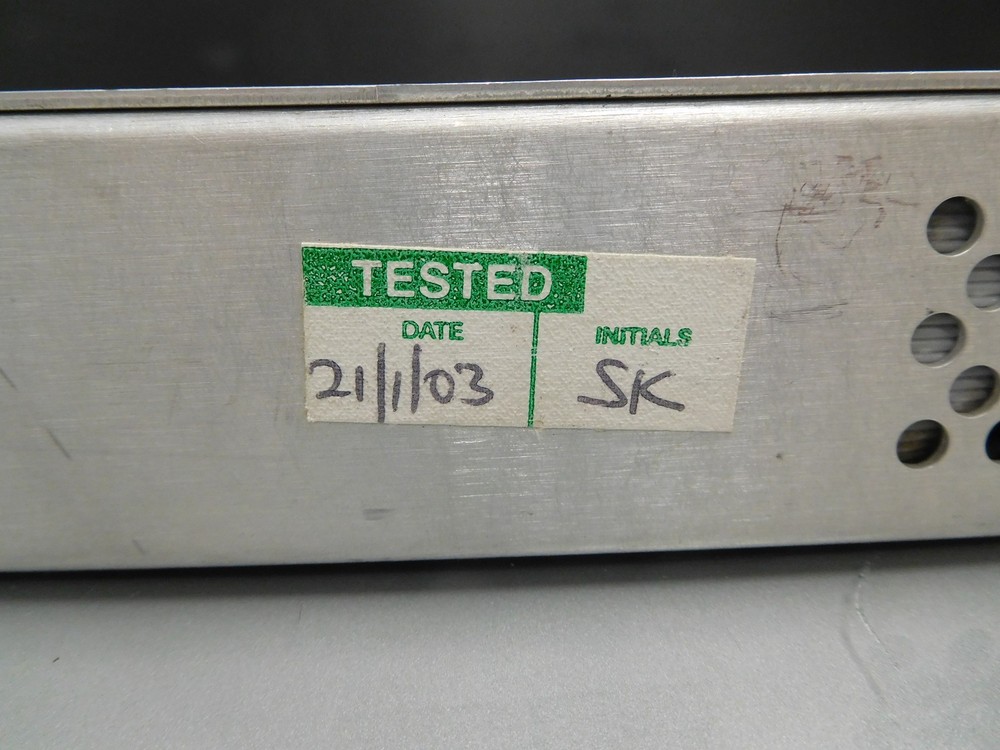 TESTED
DATE INITIALS
21/1/03 SK